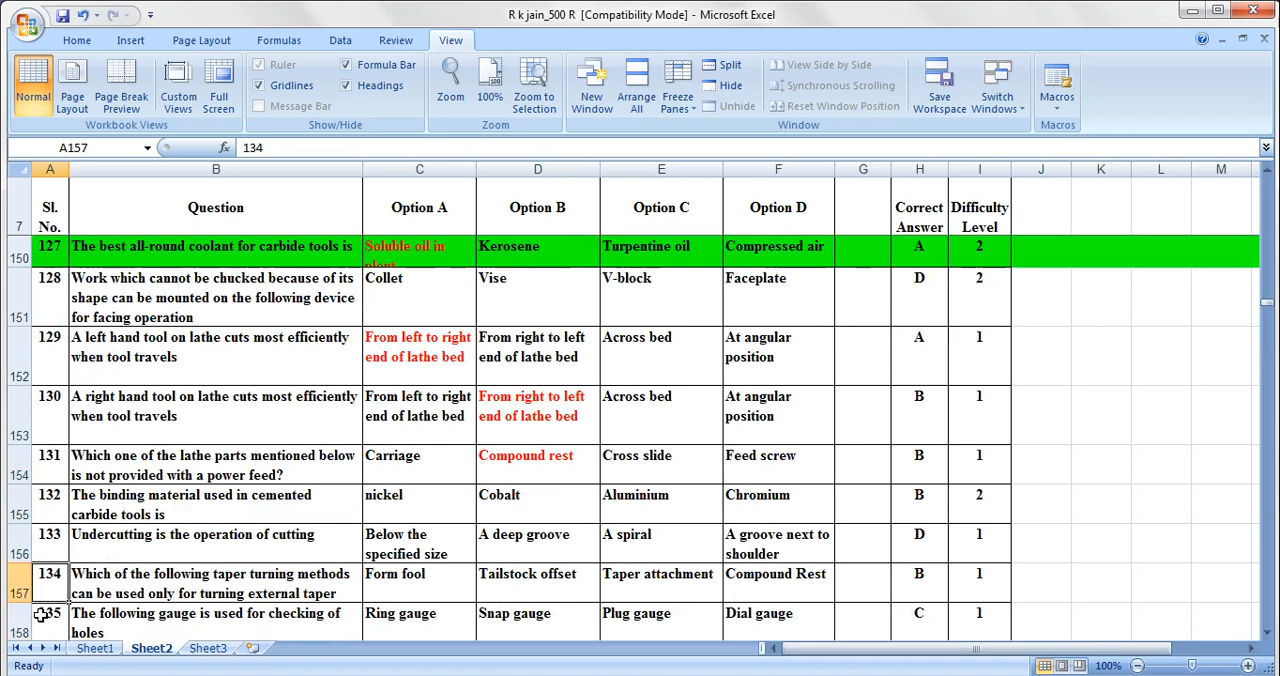 R k jain_500 R [Compatibility Mode] - Microsoft Excel
Home Insert Page Layout Formulas Data Review View
Normal Page Layout Page Break Preview Custom Views Full Screen
Workbook Views
Ruler Formula Bar
Gridlines Headings
Message Bar
Show/Hide
Zoom 100% Zoom to Selection
Zoom
New Window Arrange All Freeze Panes
Split
Hide
Unhide
View Side by Side
Synchronous Scrolling
Reset Window Position
Window
Save Workspace Switch Windows
Macros
Macros
A157 fx 134
A B C D E F G H I J K L M
7 Sl. No. Question Option A Option B Option C Option D Correct Answer Difficulty Level
150 127 The best all-round coolant for carbide tools is Soluble oil in plent Kerosene Turpentine oil Compressed air A 2
151 128 Work which cannot be chucked because of its shape can be mounted on the following device for facing operation Collet Vise V-block Faceplate D 2
152 129 A left hand tool on lathe cuts most efficiently when tool travels From left to right end of lathe bed From right to left end of lathe bed Across bed At angular position A 1
153 130 A right hand tool on lathe cuts most efficiently when tool travels From left to right end of lathe bed From right to left end of lathe bed Across bed At angular position B 1
154 131 Which one of the lathe parts mentioned below is not provided with a power feed? Carriage Compound rest Cross slide Feed screw B 1
155 132 The binding material used in cemented carbide tools is nickel Cobalt Aluminium Chromium B 2
156 133 Undercutting is the operation of cutting Below the specified size A deep groove A spiral A groove next to shoulder D 1
157 134 Which of the following taper turning methods can be used only for turning external taper Form fool Tailstock offset Taper attachment Compound Rest B 1
158 135 The following gauge is used for checking of holes Ring gauge Snap gauge Plug gauge Dial gauge C 1
Sheet1 Sheet2 Sheet3
Ready 100%